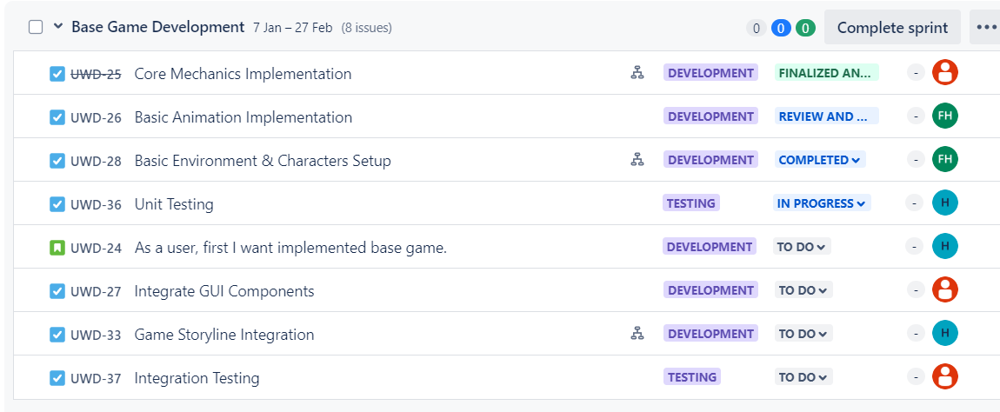 Base Game Development 7 Jan – 27 Feb (8 issues) 0 0 0 Complete sprint
UWD-25 Core Mechanics Implementation DEVELOPMENT FINALIZED AN... -
UWD-26 Basic Animation Implementation DEVELOPMENT REVIEW AND ... - FH
UWD-28 Basic Environment & Characters Setup DEVELOPMENT COMPLETED - FH
UWD-36 Unit Testing TESTING IN PROGRESS - H
UWD-24 As a user, first I want implemented base game. DEVELOPMENT TO DO - H
UWD-27 Integrate GUI Components DEVELOPMENT TO DO -
UWD-33 Game Storyline Integration DEVELOPMENT TO DO - H
UWD-37 Integration Testing TESTING TO DO -